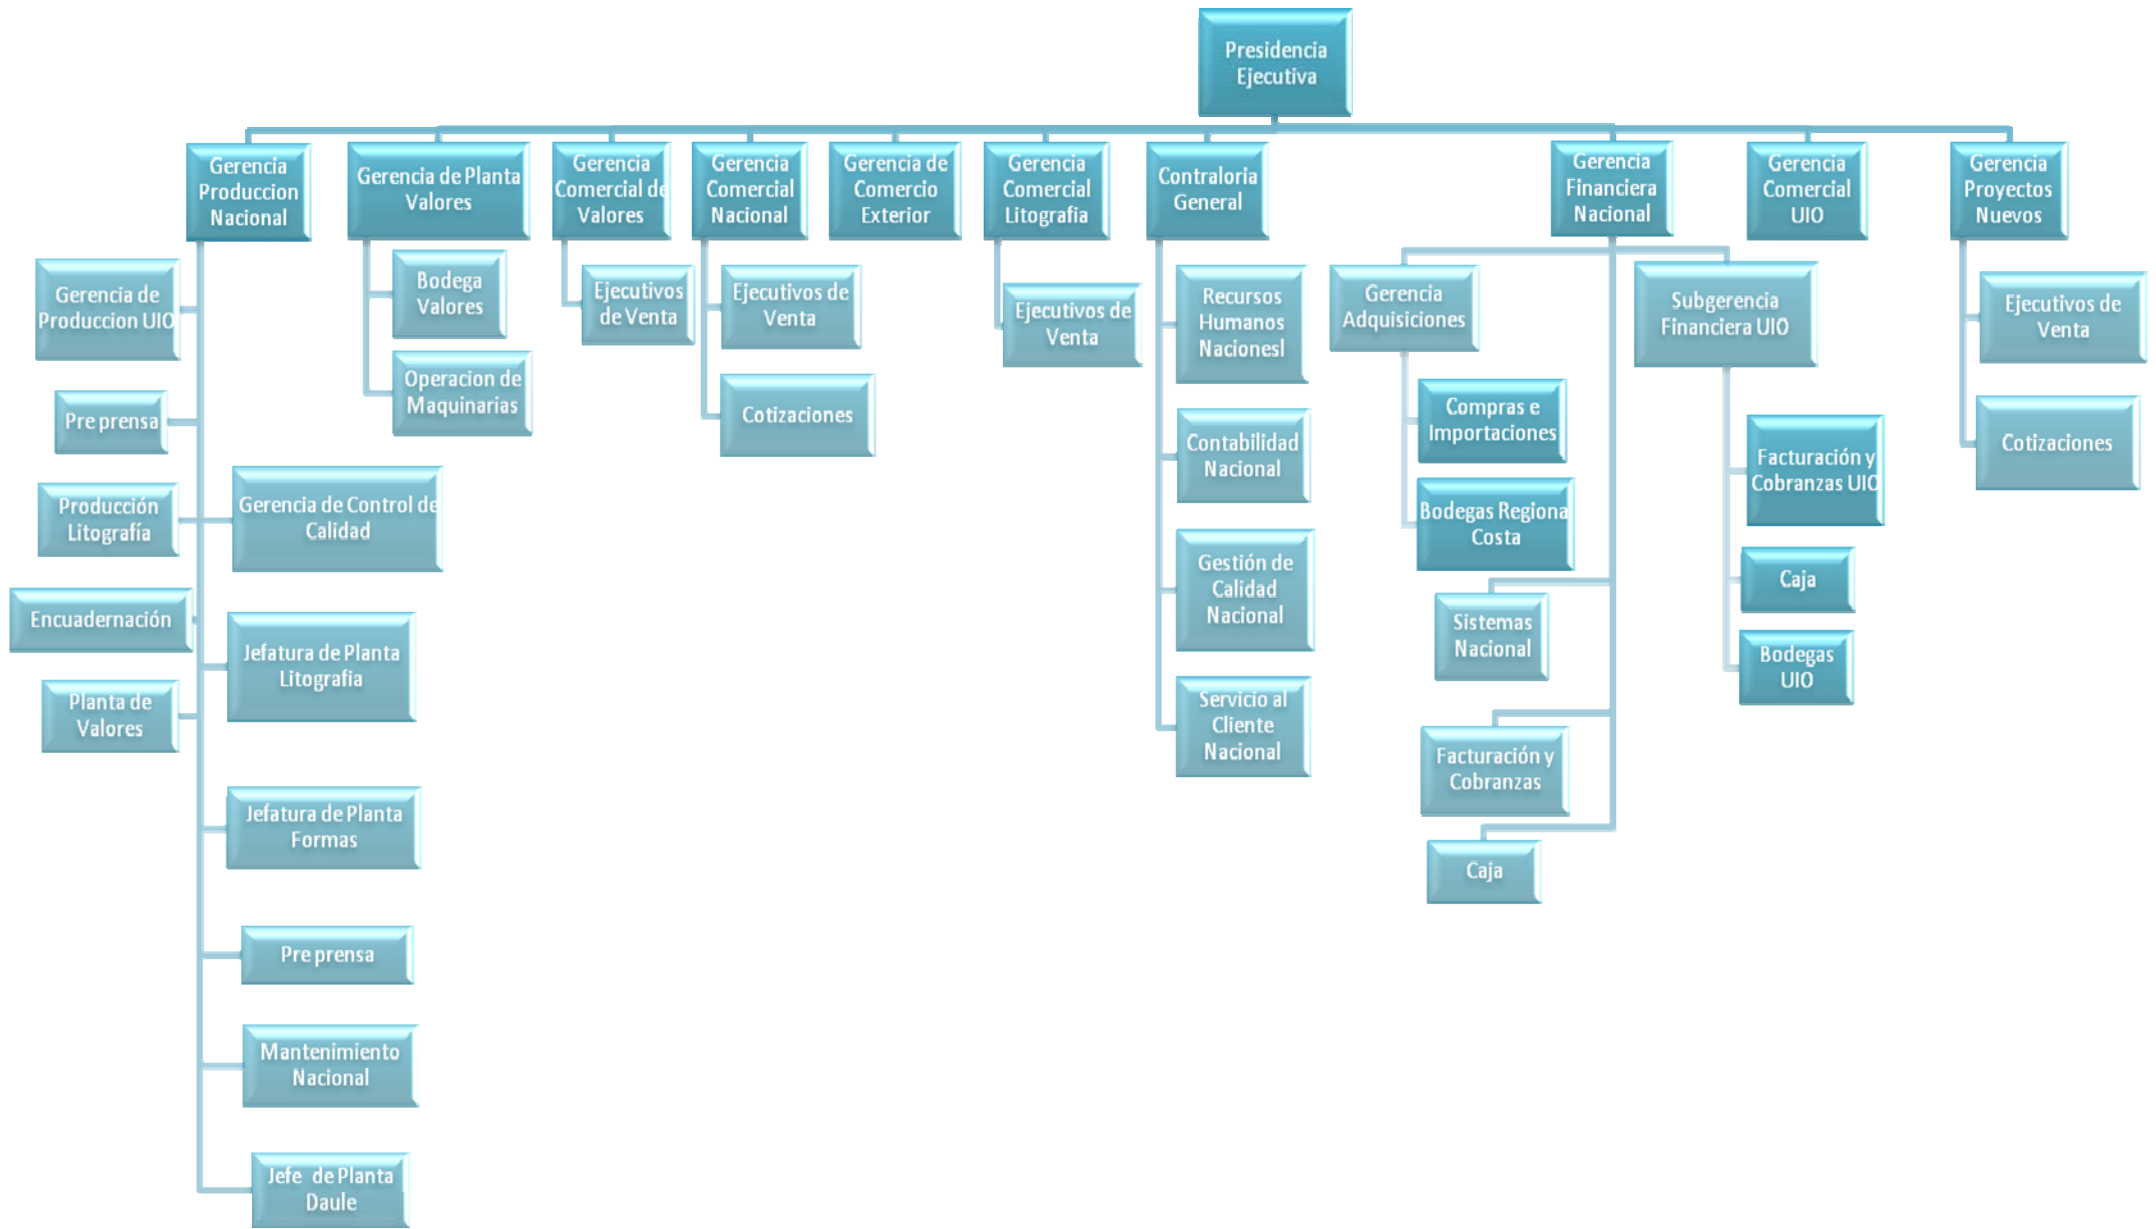 Presidencia
Ejecutiva
Gerencia
Produccion
Nacional
Gerencia de Planta
Valores
Gerencia
Comercial de
Valores
Gerencia
Comercial
Nacional
Gerencia de
Comercio
Exterior
Gerencia
Comercial
Litografia
Contraloria
General
Gerencia
Financiera
Nacional
Gerencia
Comercial
UIO
Gerencia
Proyectos
Nuevos
Gerencia de
Produccion UIO
Pre prensa
Producción
Litografía
Encuadernación
Planta de
Valores
Gerencia de Control de
Calidad
Jefatura de Planta
Litografia
Jefatura de Planta
Formas
Pre prensa
Mantenimiento
Nacional
Jefe de Planta
Daule
Bodega
Valores
Operacion de
Maquinarias
Ejecutivos
de Venta
Ejecutivos de
Venta
Cotizaciones
Ejecutivos de
Venta
Recursos
Humanos
Nacionesl
Contabilidad
Nacional
Gestión de
Calidad
Nacional
Servicio al
Cliente
Nacional
Gerencia
Adquisiciones
Compras e
Importaciones
Bodegas Regiona
Costa
Sistemas
Nacional
Facturación y
Cobranzas
Caja
Subgerencia
Financiera UIO
Facturación y
Cobranzas UIO
Caja
Bodegas
UIO
Ejecutivos de
Venta
Cotizaciones